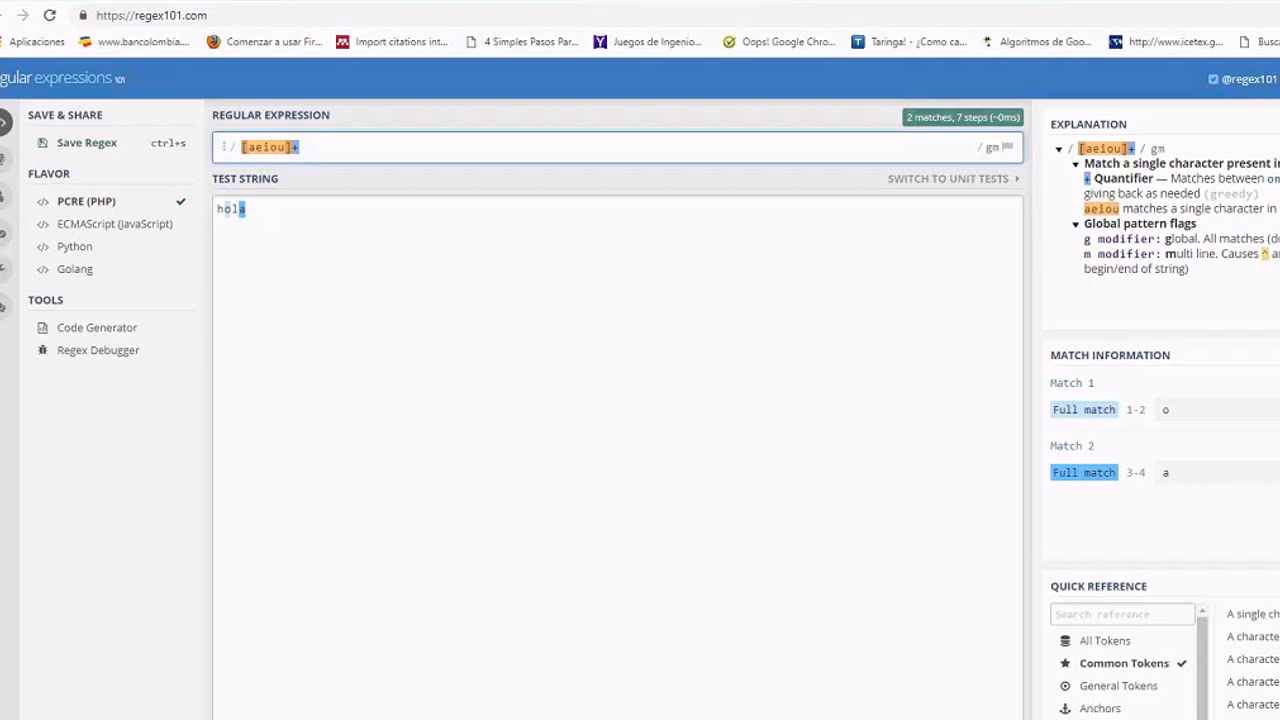 https://regex101.com
Aplicaciones
www.bancolombia....
Comenzar a usar Fir...
Import citations int...
4 Simples Pasos Par...
Juegos de Ingenio...
Oops! Google Chro...
Taringa! - ¿Como ca...
Algoritmos de Goo...
http://www.icetex.g...
Busca
gular expressions 101
@regex101
SAVE & SHARE
Save Regex ctrl+s
FLAVOR
PCRE (PHP)
ECMAScript (JavaScript)
Python
Golang
TOOLS
Code Generator
Regex Debugger
REGULAR EXPRESSION
2 matches, 7 steps (~0ms)
/ [aeiou]+ / gm
TEST STRING
SWITCH TO UNIT TESTS
hola
EXPLANATION
/ [aeiou]+ / gm
Match a single character present i
+ Quantifier — Matches between on
giving back as needed (greedy)
aeiou matches a single character in
Global pattern flags
g modifier: global. All matches (do
m modifier: multi line. Causes ^ an
begin/end of string)
MATCH INFORMATION
Match 1
Full match 1-2 o
Match 2
Full match 3-4 a
QUICK REFERENCE
Search reference
All Tokens
Common Tokens
General Tokens
Anchors
A single ch
A characte
A characte
A characte
A characte